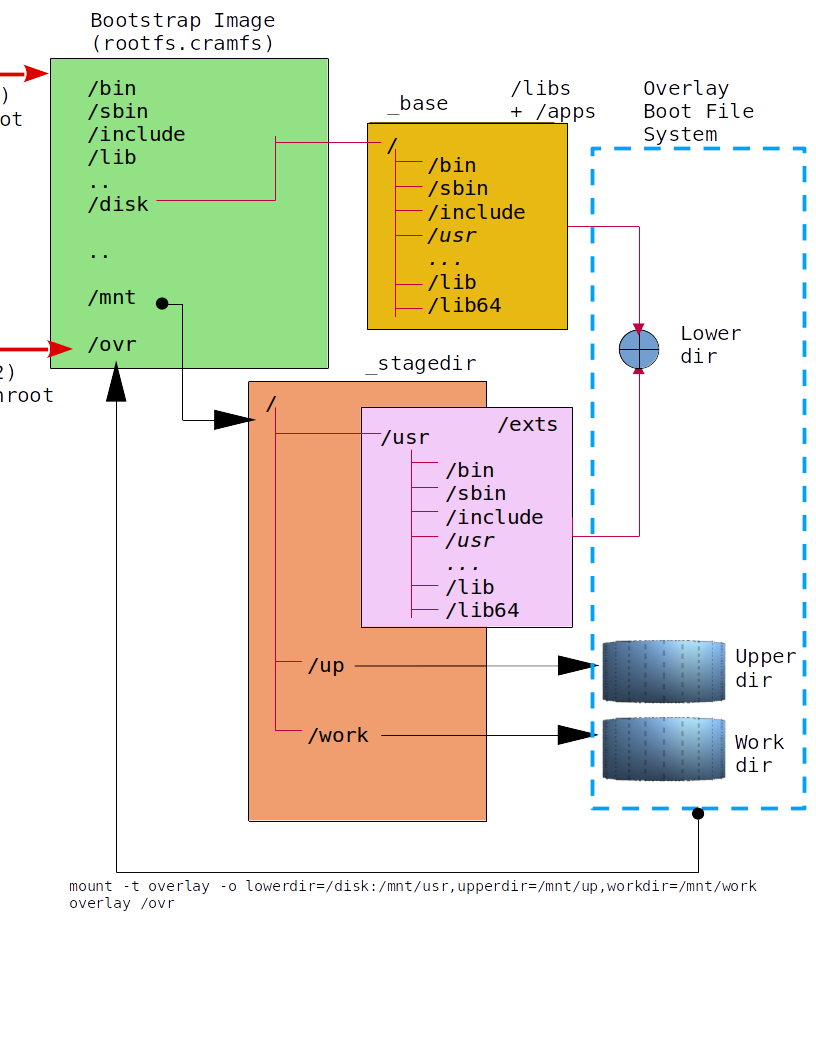 Bootstrap Image
(rootfs.cramfs)
)
ot
/bin
/sbin
/include
/lib
..
/disk
..
/mnt
/ovr
2)
hroot
_base
/libs
+ /apps
/
/bin
/sbin
/include
/usr
...
/lib
/lib64
Overlay
Boot File
System
Lower
dir
_stagedir
/
/usr
/exts
/bin
/sbin
/include
/usr
...
/lib
/lib64
/up
/work
Upper
dir
Work
dir
mount -t overlay -o lowerdir=/disk:/mnt/usr,upperdir=/mnt/up,workdir=/mnt/work
overlay /ovr